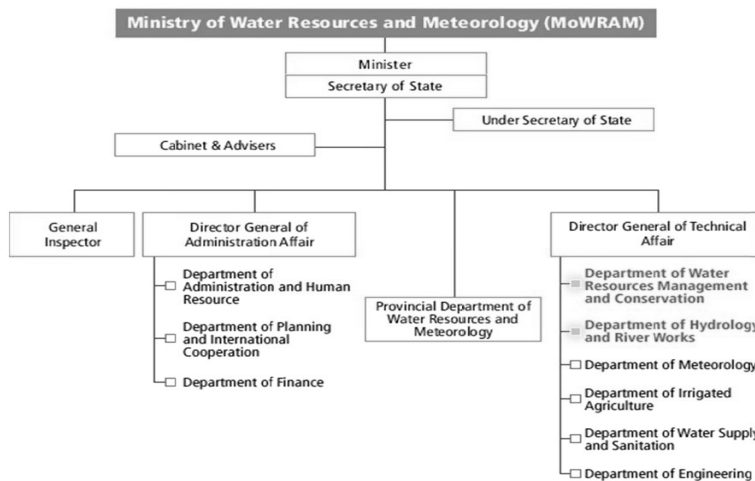 Ministry of Water Resources and Meteorology (MoWRAM)
Minister
Secretary of State
Under Secretary of State
Cabinet & Advisers
General
Inspector
Director General of
Administration Affair
Department of
Administration and Human
Resource
Department of Planning
and International
Cooperation
Department of Finance
Provincial Department of
Water Resources and
Meteorology
Director General of Technical
Affair
Department of Water
Resources Management
and Conservation
Department of Hydrology
and River Works
Department of Meteorology
Department of Irrigated
Agriculture
Department of Water Supply
and Sanitation
Department of Engineering